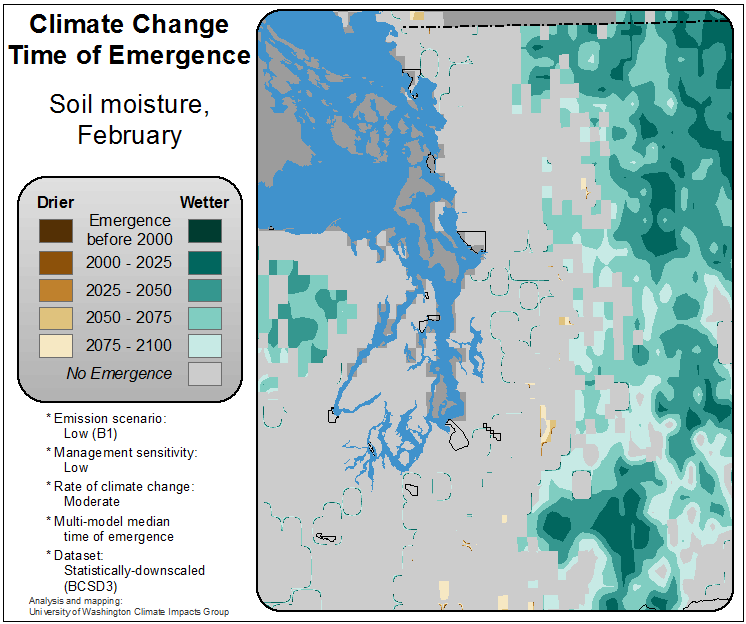 Climate Change
Time of Emergence
Soil moisture,
February
Drier Wetter
Emergence
before 2000
2000 - 2025
2025 - 2050
2050 - 2075
2075 - 2100
No Emergence
* Emission scenario:
Low (B1)
* Management sensitivity:
Low
* Rate of climate change:
Moderate
* Multi-model median
time of emergence
* Dataset:
Statistically-downscaled
(BCSD3)
Analysis and mapping:
University of Washington Climate Impacts Group